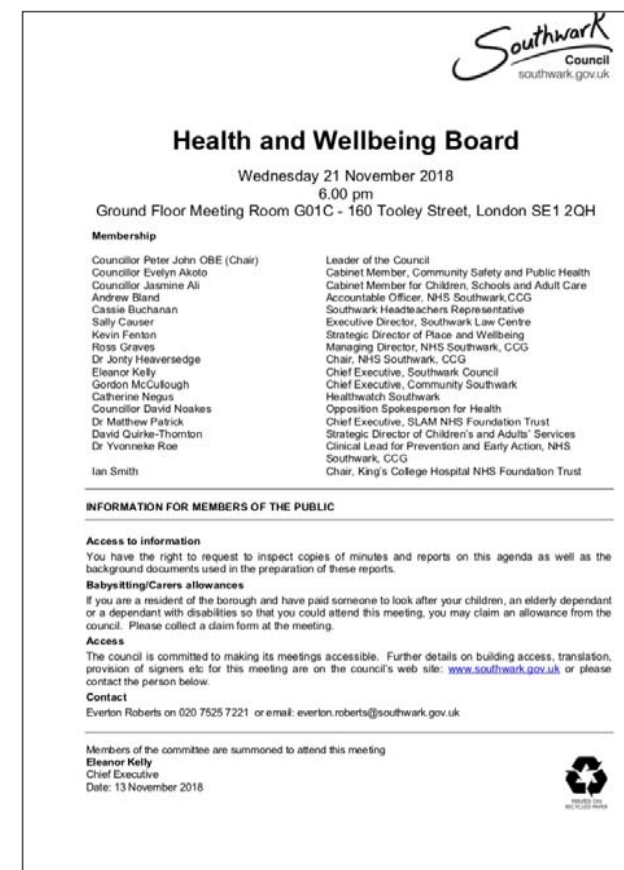 Southwark
Council
southwark.gov.uk
Health and Wellbeing Board
Wednesday 21 November 2018
6.00 pm
Ground Floor Meeting Room G01C - 160 Tooley Street, London SE1 2QH
Membership
Councillor Peter John OBE (Chair) Leader of the Council
Councillor Evelyn Akoto Cabinet Member, Community Safety and Public Health
Councillor Jasmine Ali Cabinet Member for Children, Schools and Adult Care
Andrew Bland Accountable Officer, NHS Southwark,CCG
Cassie Buchanan Southwark Headteachers Representative
Sally Causer Executive Director, Southwark Law Centre
Kevin Fenton Strategic Director of Place and Wellbeing
Ross Graves Managing Director, NHS Southwark, CCG
Dr Jonty Heaversedge Chair, NHS Southwark, CCG
Eleanor Kelly Chief Executive, Southwark Council
Gordon McCullough Chief Executive, Community Southwark
Catherine Negus Healthwatch Southwark
Councillor David Noakes Opposition Spokesperson for Health
Dr Matthew Patrick Chief Executive, SLAM NHS Foundation Trust
David Quirke-Thornton Strategic Director of Children's and Adults' Services
Dr Yvonneke Roe Clinical Lead for Prevention and Early Action, NHS
Southwark, CCG
Ian Smith Chair, King's College Hospital NHS Foundation Trust
INFORMATION FOR MEMBERS OF THE PUBLIC
Access to information
You have the right to request to inspect copies of minutes and reports on this agenda as well as the
background documents used in the preparation of these reports.
Babysitting/Carers allowances
If you are a resident of the borough and have paid someone to look after your children, an elderly dependant
or a dependant with disabilities so that you could attend this meeting, you may claim an allowance from the
council. Please collect a claim form at the meeting.
Access
The council is committed to making its meetings accessible. Further details on building access, translation,
provision of signers etc for this meeting are on the council's web site: www.southwark.gov.uk or please
contact the person below.
Contact
Everton Roberts on 020 7525 7221 or email: everton.roberts@southwark.gov.uk
Members of the committee are summoned to attend this meeting
Eleanor Kelly
Chief Executive
Date: 13 November 2018
PRINTED ON
RECYCLED PAPER